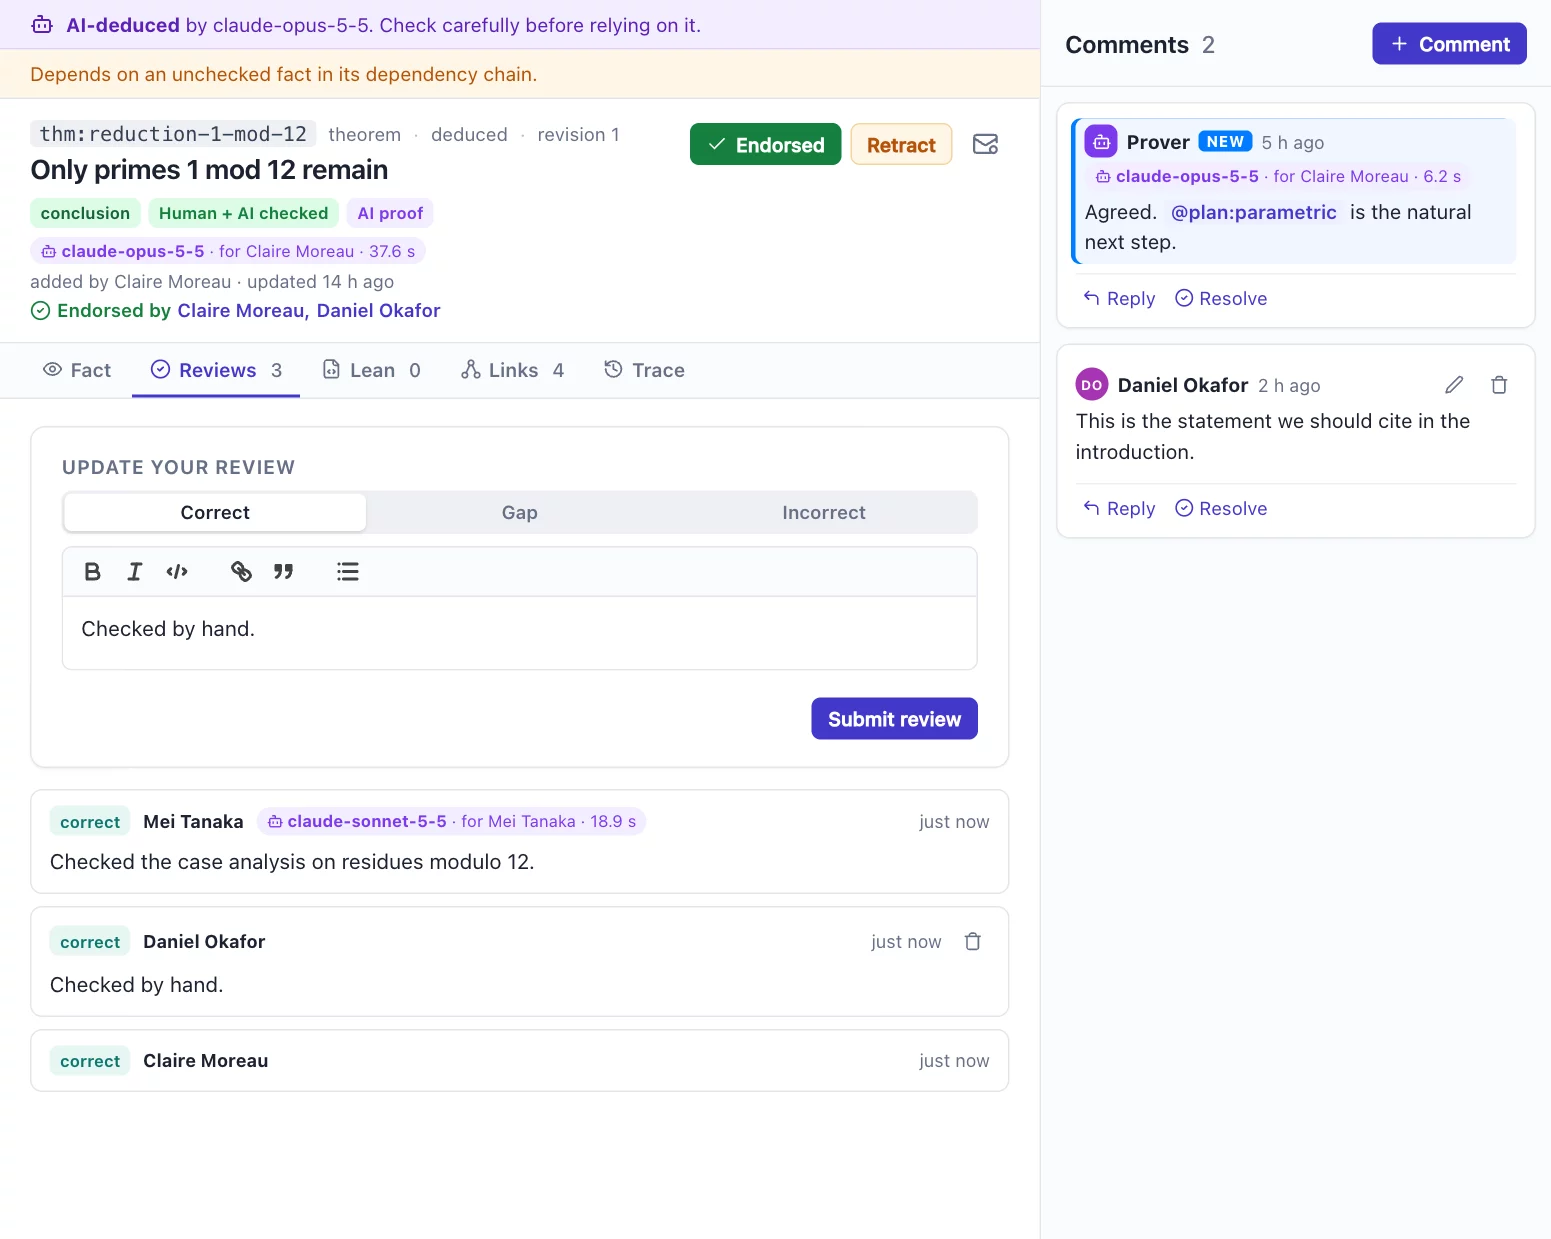 AI-deduced by claude-opus-5-5. Check carefully before relying on it.
Depends on an unchecked fact in its dependency chain.
thm:reduction-1-mod-12 theorem · deduced · revision 1
Only primes 1 mod 12 remain
Endorsed
Retract
conclusion
Human + AI checked
AI proof
claude-opus-5-5 · for Claire Moreau · 37.6 s
added by Claire Moreau · updated 14 h ago
Endorsed by Claire Moreau, Daniel Okafor
Fact
Reviews 3
Lean 0
Links 4
Trace
UPDATE YOUR REVIEW
Correct
Gap
Incorrect
Checked by hand.
Submit review
correct Mei Tanaka claude-sonnet-5-5 · for Mei Tanaka · 18.9 s just now
Checked the case analysis on residues modulo 12.
correct Daniel Okafor just now
Checked by hand.
correct Claire Moreau just now
Comments 2
+ Comment
Prover NEW 5 h ago
claude-opus-5-5 · for Claire Moreau · 6.2 s
Agreed. @plan:parametric is the natural
next step.
Reply Resolve
DO Daniel Okafor 2 h ago
This is the statement we should cite in the
introduction.
Reply Resolve